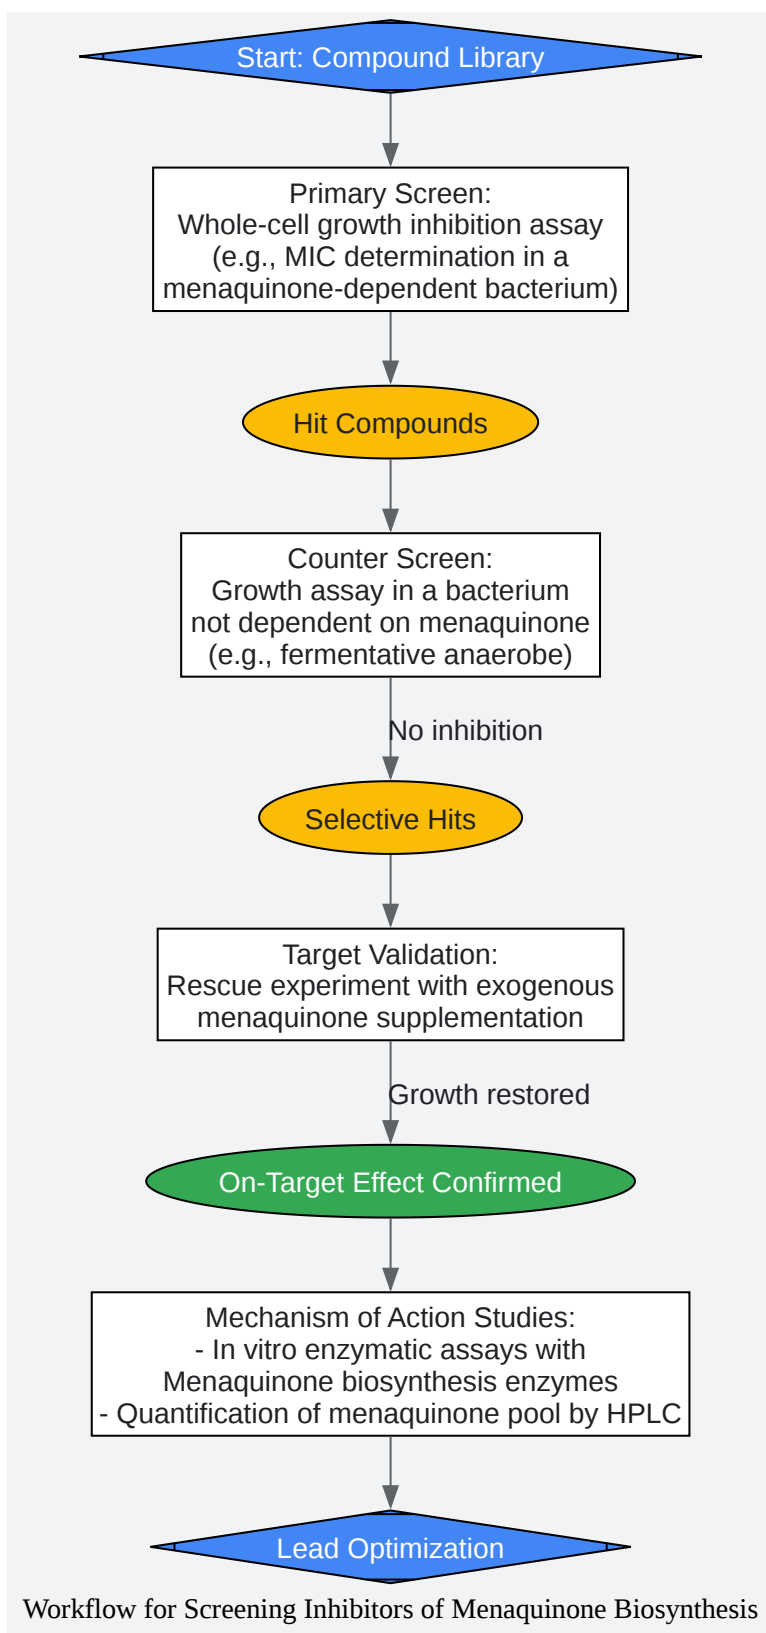 Start: Compound Library
Primary Screen:
Whole-cell growth inhibition assay
(e.g., MIC determination in a
menaquinone-dependent bacterium)
Hit Compounds
Counter Screen:
Growth assay in a bacterium
not dependent on menaquinone
(e.g., fermentative anaerobe)
No inhibition
Selective Hits
Target Validation:
Rescue experiment with exogenous
menaquinone supplementation
Growth restored
On-Target Effect Confirmed
Mechanism of Action Studies:
- In vitro enzymatic assays with
Menaquinone biosynthesis enzymes
- Quantification of menaquinone pool by HPLC
Lead Optimization
Workflow for Screening Inhibitors of Menaquinone Biosynthesis